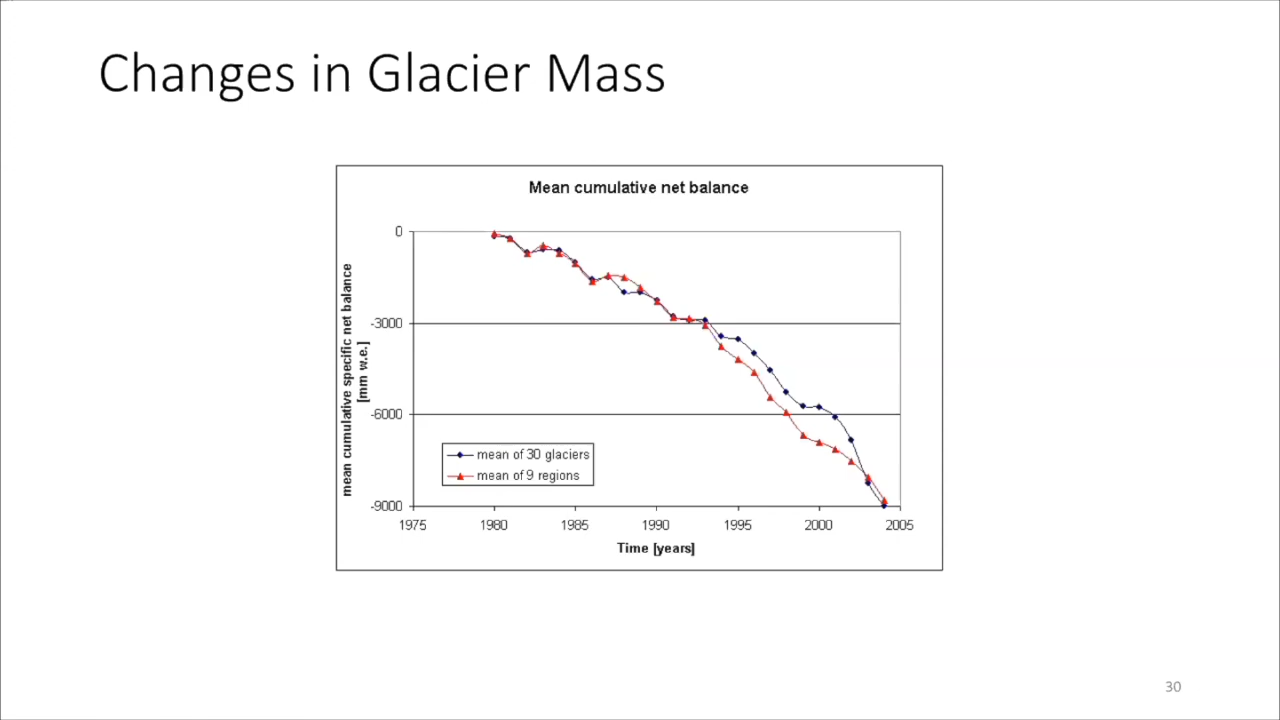 Changes in Glacier Mass
Mean cumulative net balance
mean cumulative specific net balance
[mm w.e.]
0
-3000
-6000
-9000
mean of 30 glaciers
mean of 9 regions
1975 1980 1985 1990 1995 2000 2005
Time [years]
30